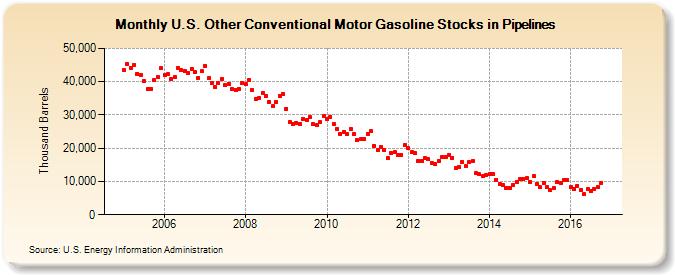 Monthly U.S. Other Conventional Motor Gasoline Stocks in Pipelines
Thousand Barrels
50,000
40,000
30,000
20,000
10,000
0
2006 2008 2010 2012 2014 2016
Source: U.S. Energy Information Administration